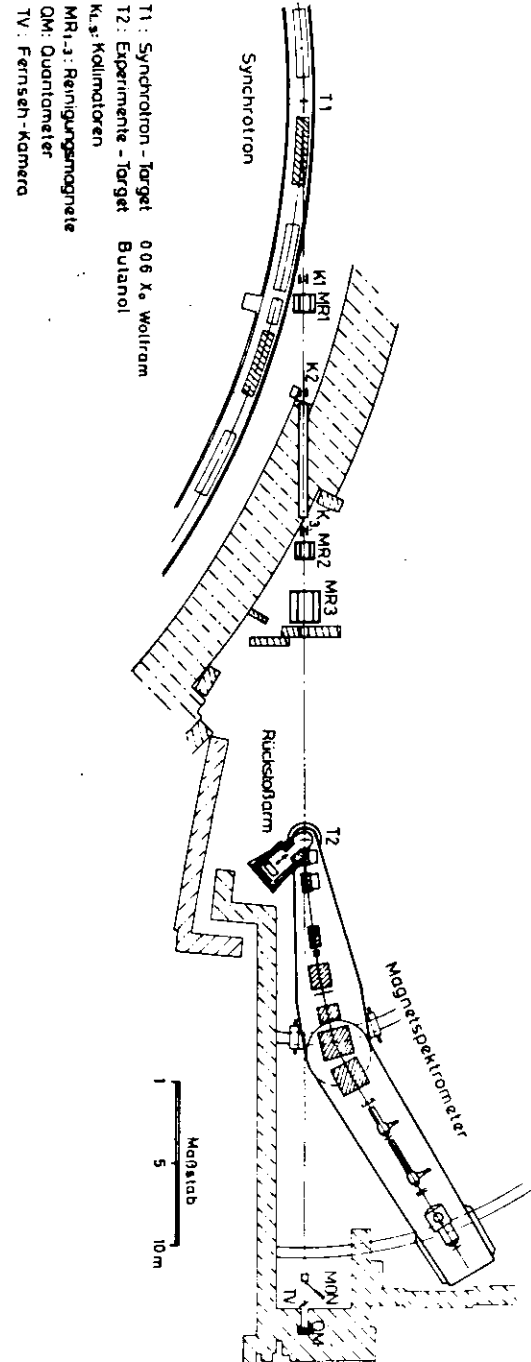 T1
Synchrotron
K1
MR1
K2
K3
MR2
MR3
Rückstoßarm
T2
Magnetspektrometer
MON
TV
QM
1 5 10 m
Maßstab
T1 : Synchrotron - Target 0 06 X₀ Wolfram
T2 : Experimente - Target Butanol
K₁₋₃: Kollimatoren
MR₁₋₃: Reinigungsmagnete
QM: Quantameter
TV : Fernseh-Kamera